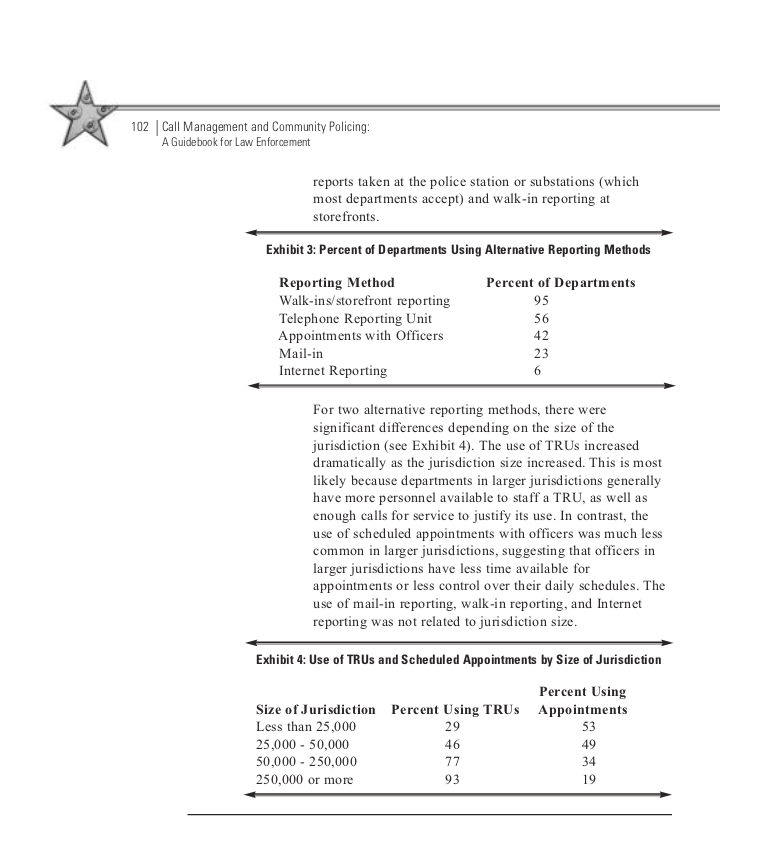 102 Call Management and Community Policing:
A Guidebook for Law Enforcement
reports taken at the police station or substations (which
most departments accept) and walk-in reporting at
storefronts.
Exhibit 3: Percent of Departments Using Alternative Reporting Methods
Reporting Method Percent of Departments
Walk-ins/storefront reporting 95
Telephone Reporting Unit 56
Appointments with Officers 42
Mail-in 23
Internet Reporting 6
For two alternative reporting methods, there were
significant differences depending on the size of the
jurisdiction (see Exhibit 4). The use of TRUs increased
dramatically as the jurisdiction size increased. This is most
likely because departments in larger jurisdictions generally
have more personnel available to staff a TRU, as well as
enough calls for service to justify its use. In contrast, the
use of scheduled appointments with officers was much less
common in larger jurisdictions, suggesting that officers in
larger jurisdictions have less time available for
appointments or less control over their daily schedules. The
use of mail-in reporting, walk-in reporting, and Internet
reporting was not related to jurisdiction size.
Exhibit 4: Use of TRUs and Scheduled Appointments by Size of Jurisdiction
Percent Using
Size of Jurisdiction Percent Using TRUs Appointments
Less than 25,000 29 53
25,000 - 50,000 46 49
50,000 - 250,000 77 34
250,000 or more 93 19